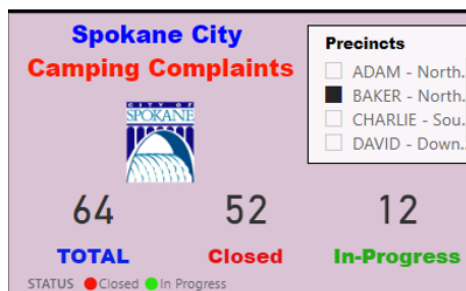 Spokane City
Camping Complaints
CITY OF
SPOKANE
Precincts
ADAM - North..
BAKER - North..
CHARLIE - Sou..
DAVID - Down..
64
52
12
TOTAL
Closed
In-Progress
STATUS Closed In Progress